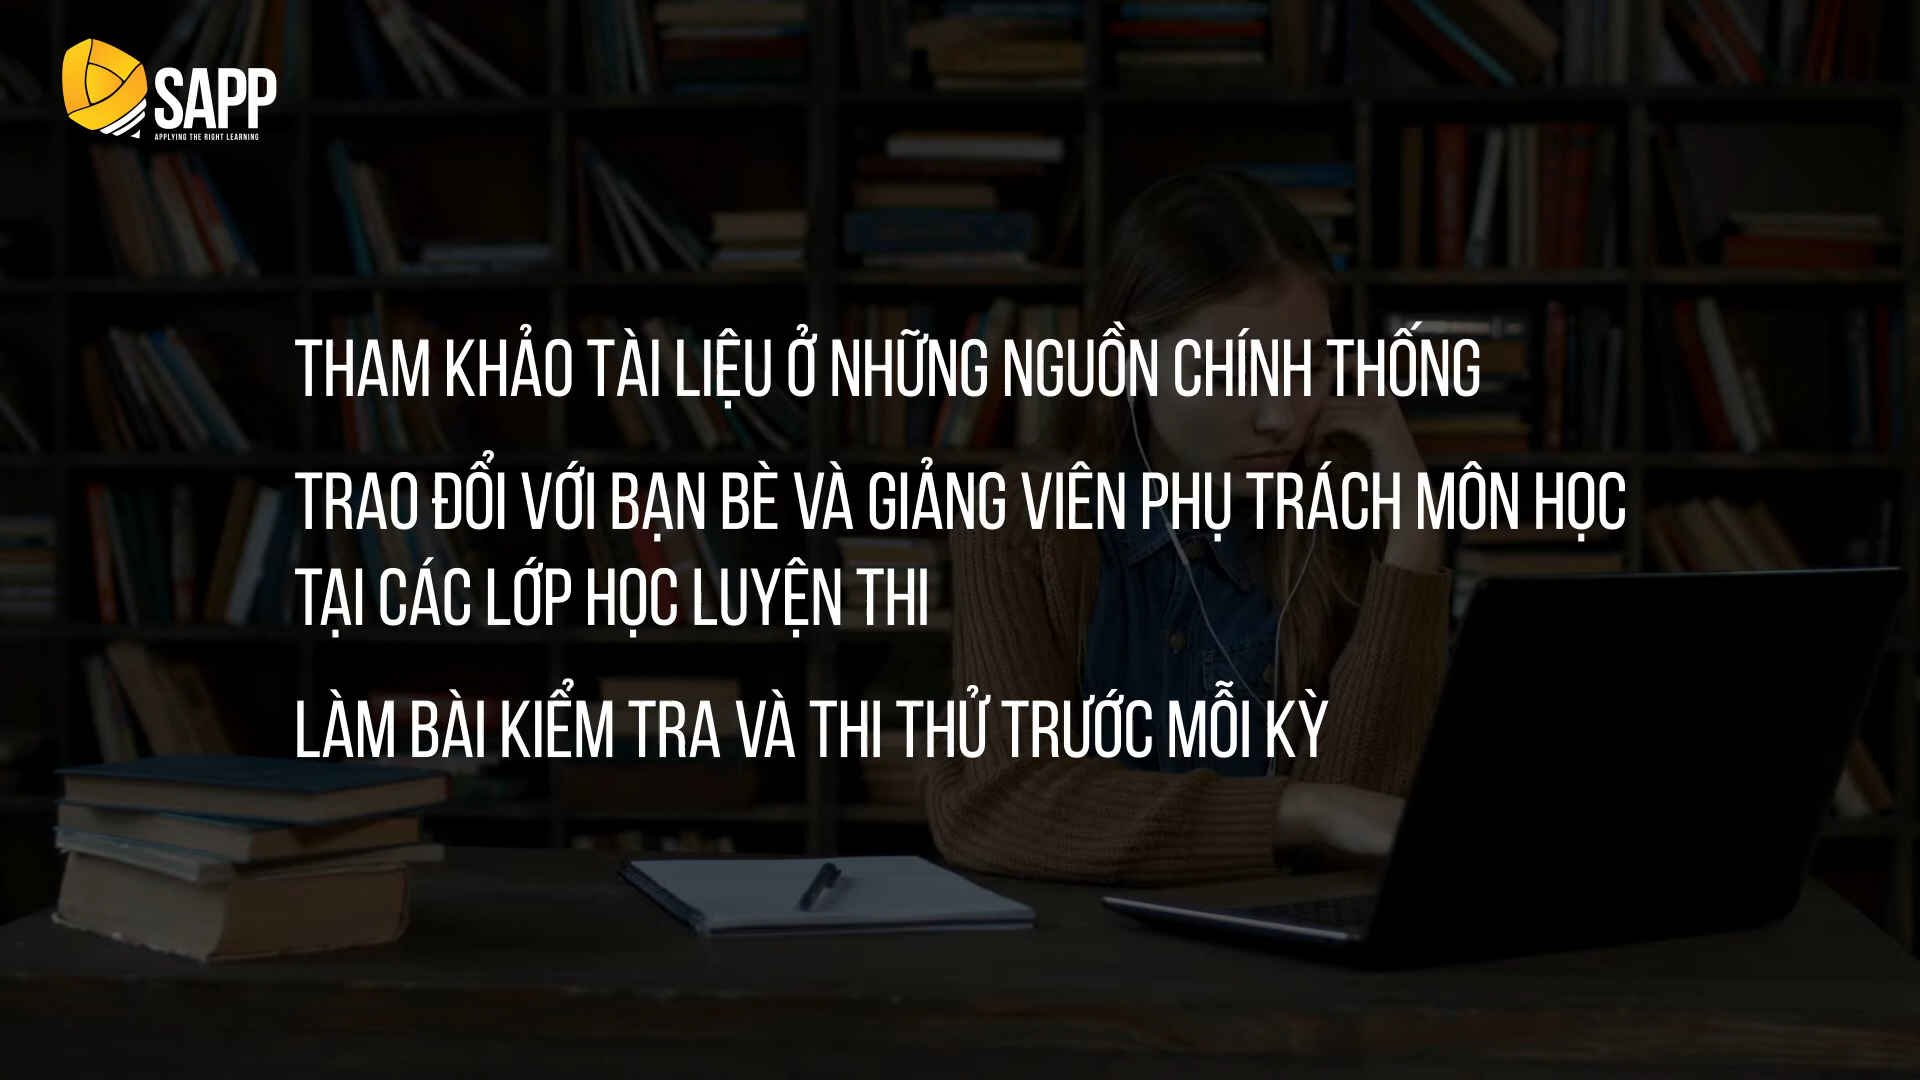 SAPP
APPLYING THE RIGHT LEARNING
THAM KHẢO TÀI LIỆU Ở NHỮNG NGUỒN CHÍNH THỐNG
TRAO ĐỔI VỚI BẠN BÈ VÀ GIẢNG VIÊN PHỤ TRÁCH MÔN HỌC
TẠI CÁC LỚP HỌC LUYỆN THI
LÀM BÀI KIỂM TRA VÀ THI THỬ TRƯỚC MỖI KỲ